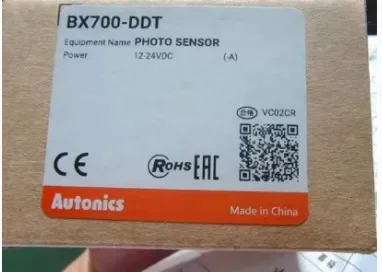 BX700-DDT
Equipment Name PHOTO SENSOR
Power 12-24VDC (-A)
VC02CR
CE RoHS EAC
Autonics Made in China